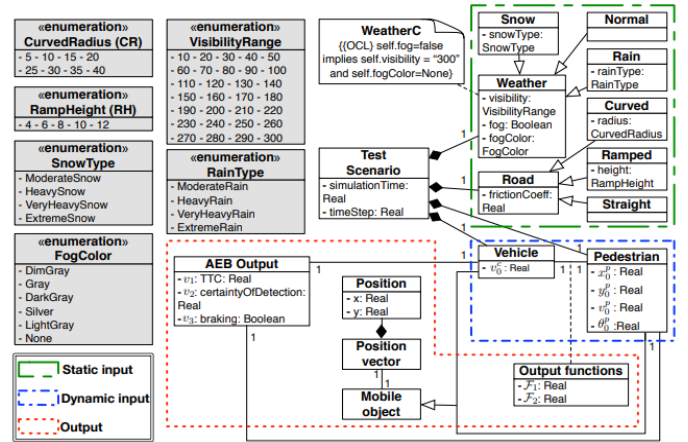 «enumeration»
CurvedRadius (CR)
- 5 - 10 - 15 - 20
- 25 - 30 - 35 - 40
«enumeration»
RampHeight (RH)
- 4 - 6 - 8 - 10 - 12
«enumeration»
SnowType
- ModerateSnow
- HeavySnow
- VeryHeavySnow
- ExtremeSnow
«enumeration»
FogColor
- DimGray
- Gray
- DarkGray
- Silver
- LightGray
- None
Static input
Dynamic input
Output
«enumeration»
VisibilityRange
- 10 - 20 - 30 - 40 - 50
- 60 - 70 - 80 - 90 - 100
- 110 - 120 - 130 - 140
- 150 - 160 - 170 - 180
- 190 - 200 - 210 - 220
- 230 - 240 - 250 - 260
- 270 - 280 - 290 - 300
«enumeration»
RainType
- ModerateRain
- HeavyRain
- VeryHeavyRain
- ExtremeRain
WeatherC
{{OCL} self.fog=false
implies self.visibility = "300"
and self.fogColor=None}
Test
Scenario
- simulationTime:
Real
- timeStep: Real
Snow
- snowType:
SnowType
Normal
Weather
- visibility:
VisibilityRange
- fog: Boolean
- fogColor:
FogColor
Rain
- rainType:
RainType
Curved
- radius:
CurvedRadius
Road
- frictionCoeff:
Real
Ramped
- height:
RampHeight
Straight
1
1
1
1
AEB Output
- v₁: TTC: Real
- v₂: certaintyOfDetection:
Real
- v₃: braking: Boolean
1
1
Position
- x: Real
- y: Real
Position
vector
1
1
Mobile
object
Vehicle
- v₀ᶜ : Real
1
1
Pedestrian
- x₀ᵖ : Real
- y₀ᵖ : Real
- v₀ᵖ : Real
- θ₀ᵖ : Real
1
1
Output functions
- F₁: Real
- F₂: Real
1